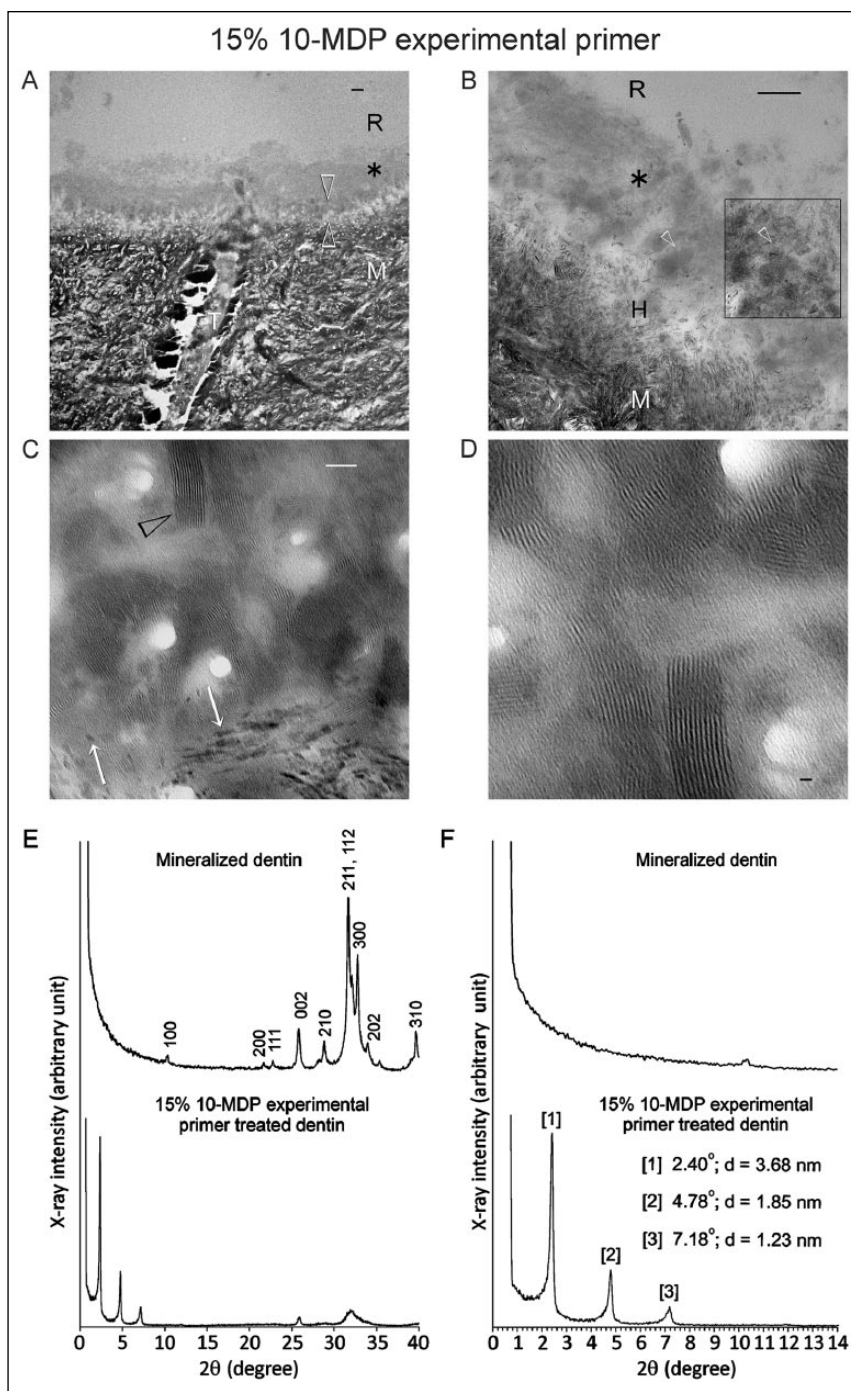 15% 10-MDP experimental primer
A
R
*
M
T
B
R
*
H
M
C
D
E
Mineralized dentin
100
200
111
002
210
211, 112
300
202
310
15% 10-MDP experimental
primer treated dentin
X-ray intensity (arbitrary unit)
0 5 10 15 20 25 30 35 40
2θ (degree)
F
Mineralized dentin
15% 10-MDP experimental
primer treated dentin
[1]
[2]
[3]
[1] 2.40°; d = 3.68 nm
[2] 4.78°; d = 1.85 nm
[3] 7.18°; d = 1.23 nm
X-ray intensity (arbitrary unit)
0 1 2 3 4 5 6 7 8 9 10 11 12 13 14
2θ (degree)